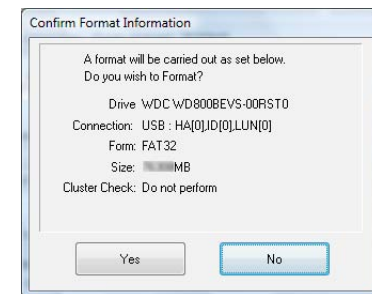 Confirm Format Information
A format will be carried out as set below.
Do you wish to Format?
Drive WDC WD800BEVS-00RST0
Connection: USB : HA[0],ID[0],LUN[0]
Form: FAT32
Size: MB
Cluster Check: Do not perform
Yes
No